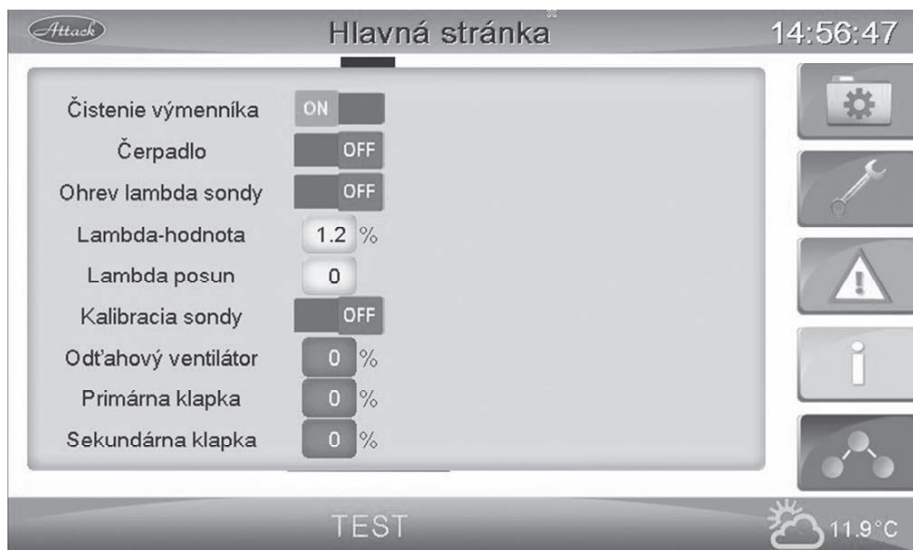 Attack
Hlavná stránka
14:56:47
Čistenie výmenníka ON
Čerpadlo OFF
Ohrev lambda sondy OFF
Lambda-hodnota 1.2 %
Lambda posun 0
Kalibracia sondy OFF
Odťahový ventilátor 0 %
Primárna klapka 0 %
Sekundárna klapka 0 %
TEST
11.9°C